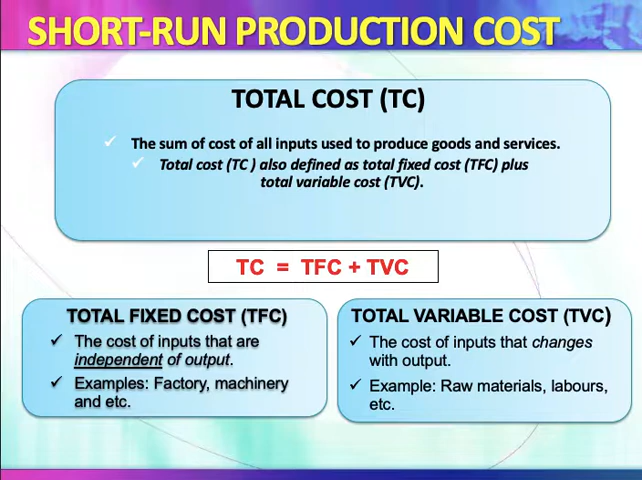 SHORT-RUN PRODUCTION COST
TOTAL COST (TC)
✓ The sum of cost of all inputs used to produce goods and services.
✓ Total cost (TC ) also defined as total fixed cost (TFC) plus
total variable cost (TVC).
TC = TFC + TVC
TOTAL FIXED COST (TFC)
✓ The cost of inputs that are
independent of output.
✓ Examples: Factory, machinery
and etc.
TOTAL VARIABLE COST (TVC)
✓ The cost of inputs that changes
with output.
✓ Example: Raw materials, labours,
etc.